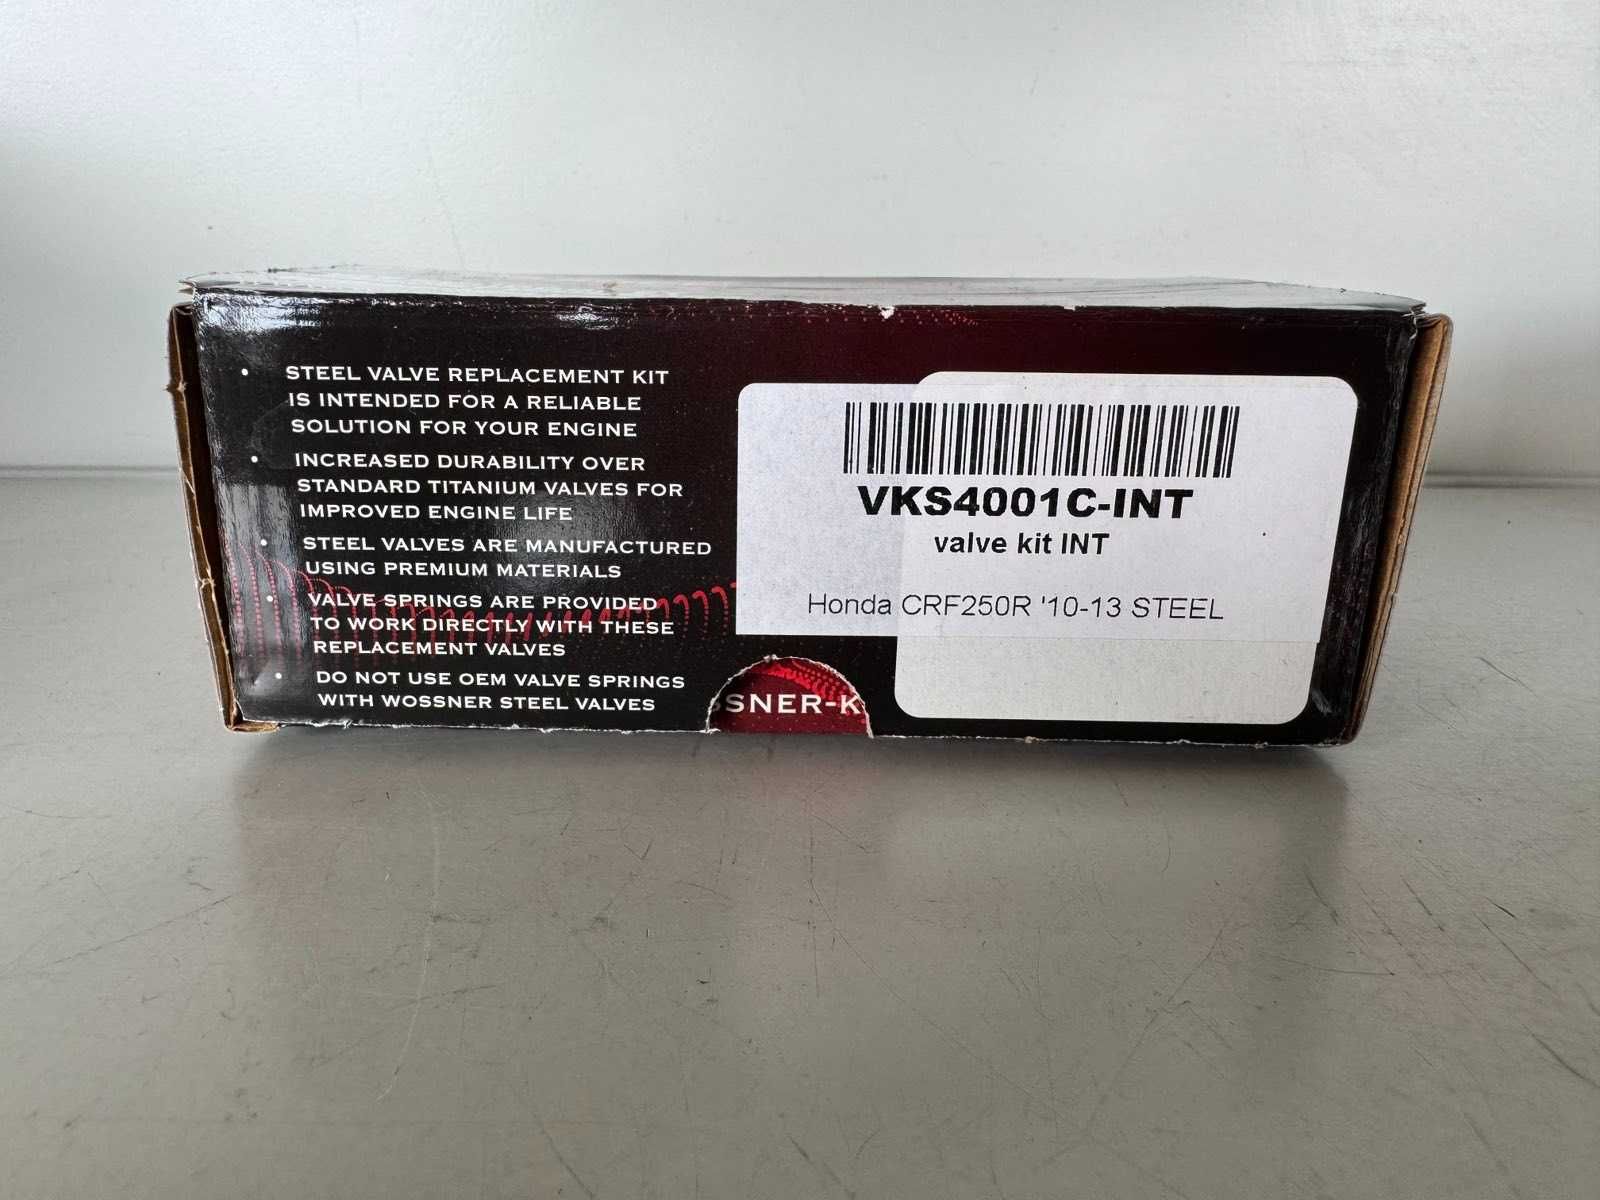 • STEEL VALVE REPLACEMENT KIT
IS INTENDED FOR A RELIABLE
SOLUTION FOR YOUR ENGINE
• INCREASED DURABILITY OVER
STANDARD TITANIUM VALVES FOR
IMPROVED ENGINE LIFE
• STEEL VALVES ARE MANUFACTURED
USING PREMIUM MATERIALS
• VALVE SPRINGS ARE PROVIDED
TO WORK DIRECTLY WITH THESE
REPLACEMENT VALVES
• DO NOT USE OEM VALVE SPRINGS
WITH WOSSNER STEEL VALVES
SSNER-K
VKS4001C-INT
valve kit INT
Honda CRF250R '10-13 STEEL